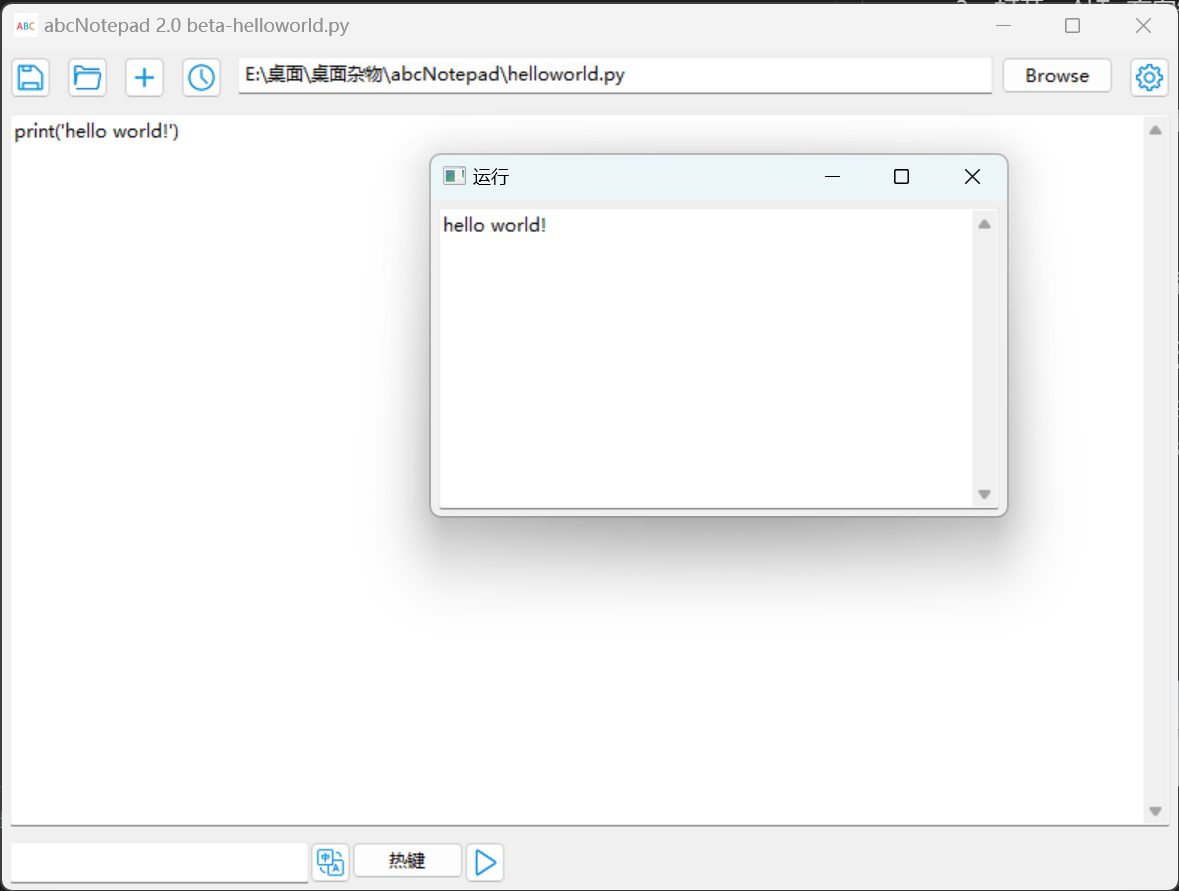 ABC abcNotepad 2.0 beta-helloworld.py
E:\桌面\桌面杂物\abcNotepad\helloworld.py Browse
print('hello world!')
运行
hello world!
热键